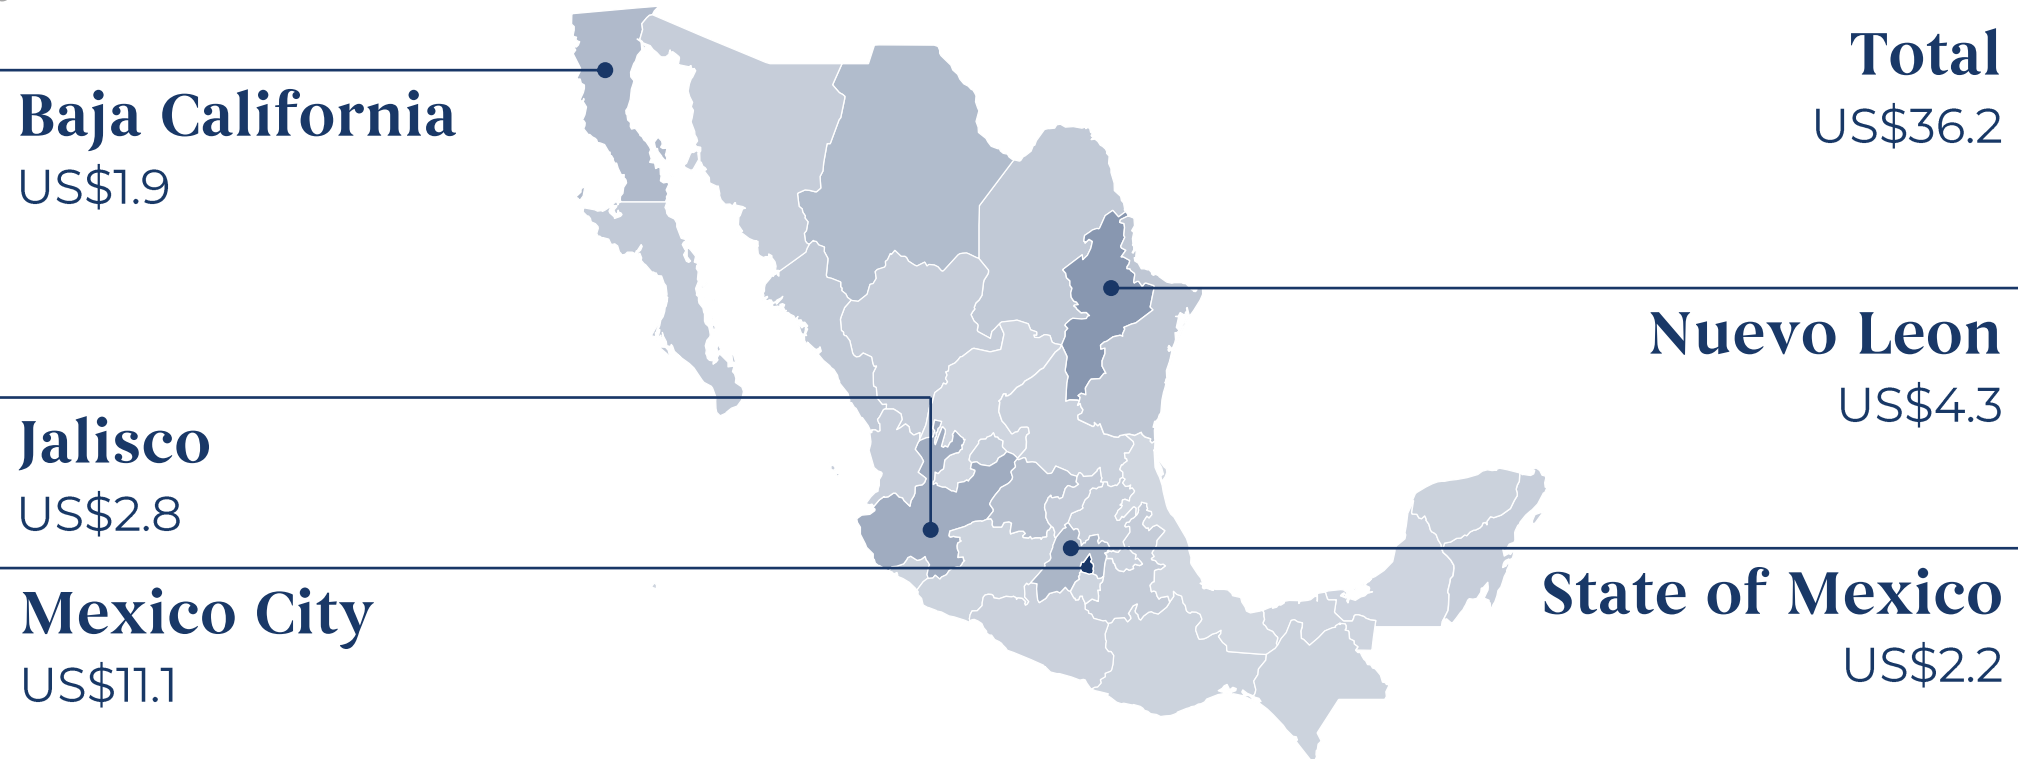 Baja California
US$1.9
Jalisco
US$2.8
Mexico City
US$11.1
Total
US$36.2
Nuevo Leon
US$4.3
State of Mexico
US$2.2